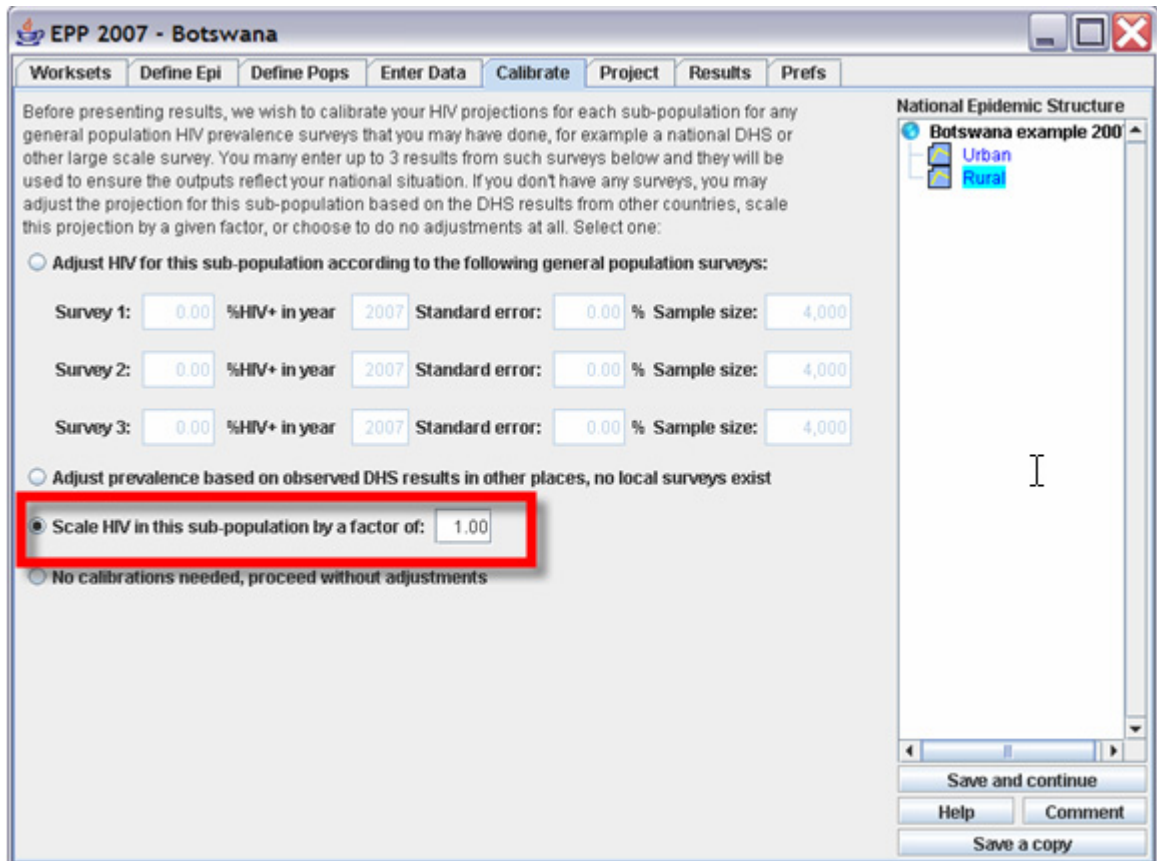 EPP 2007 - Botswana
Worksets Define Epi Define Pops Enter Data Calibrate Project Results Prefs
Before presenting results, we wish to calibrate your HIV projections for each sub-population for any
general population HIV prevalence surveys that you may have done, for example a national DHS or
other large scale survey. You many enter up to 3 results from such surveys below and they will be
used to ensure the outputs reflect your national situation. If you don't have any surveys, you may
adjust the projection for this sub-population based on the DHS results from other countries, scale
this projection by a given factor, or choose to do no adjustments at all. Select one:
Adjust HIV for this sub-population according to the following general population surveys:
Survey 1: 0.00 %HIV+ in year 2007 Standard error: 0.00 % Sample size: 4,000
Survey 2: 0.00 %HIV+ in year 2007 Standard error: 0.00 % Sample size: 4,000
Survey 3: 0.00 %HIV+ in year 2007 Standard error: 0.00 % Sample size: 4,000
Adjust prevalence based on observed DHS results in other places, no local surveys exist
Scale HIV in this sub-population by a factor of: 1.00
No calibrations needed, proceed without adjustments
National Epidemic Structure
Botswana example 200
Urban
Rural
Save and continue
Help Comment
Save a copy